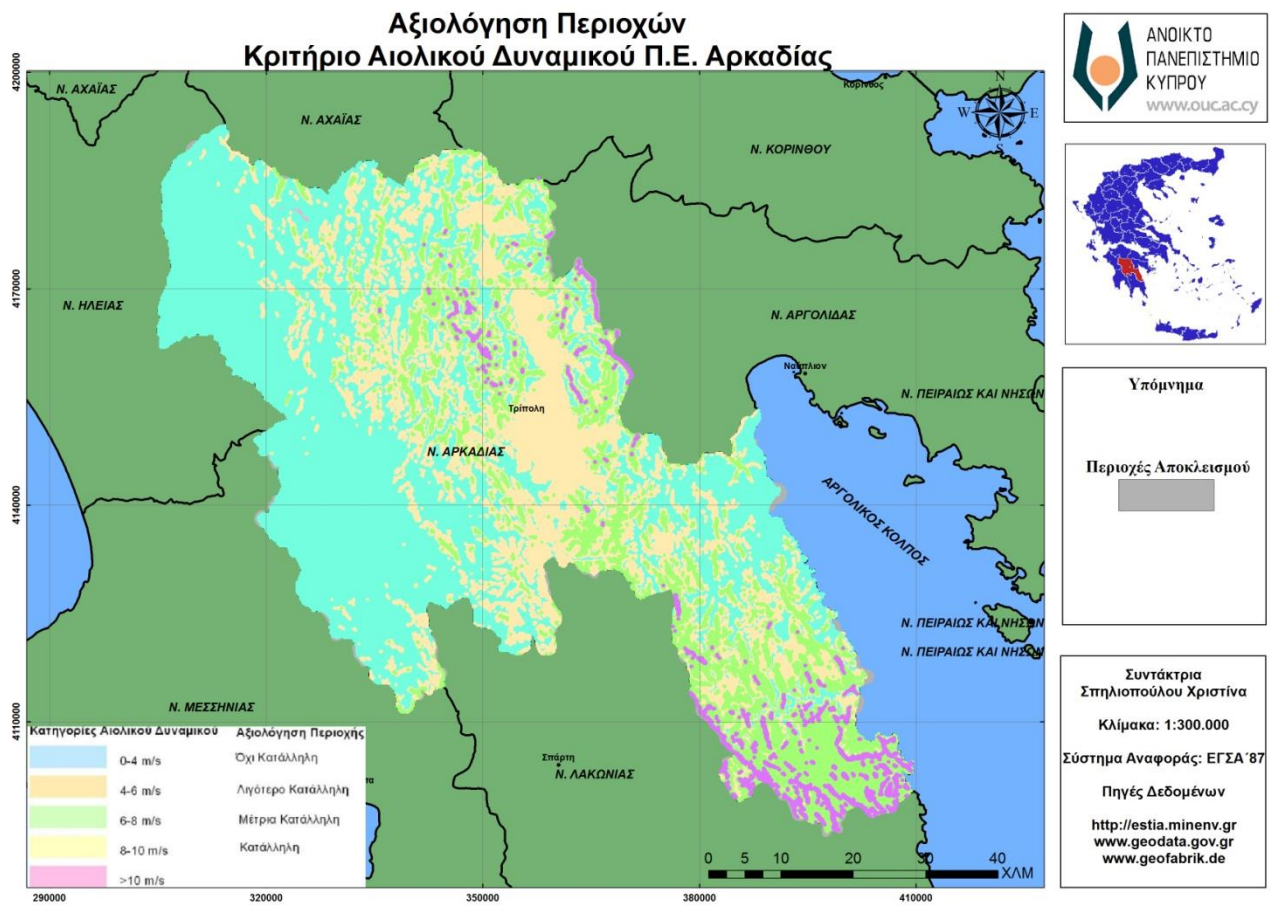 Αξιολόγηση Περιοχών
Κριτήριο Αιολικού Δυναμικού Π.Ε. Αρκαδίας
ΑΝΟΙΚΤΟ
ΠΑΝΕΠΙΣΤΗΜΙΟ
ΚΥΠΡΟΥ
www.ouc.ac.cy
4200000
4170000
4140000
4110000
Ν. ΑΧΑΪΑΣ
Ν. ΑΧΑΪΑΣ
Κόρινθος
N
W
E
S
Ν. ΚΟΡΙΝΘΟΥ
Ν. ΗΛΕΙΑΣ
Ν. ΑΡΓΟΛΙΔΑΣ
Ναύπλιον
Ν. ΠΕΙΡΑΙΩΣ ΚΑΙ ΝΗΣΩΝ
Τρίπολη
Ν. ΑΡΚΑΔΙΑΣ
ΑΡΓΟΛΙΚΟΣ ΚΟΛΠΟΣ
Ν. ΠΕΙΡΑΙΩΣ ΚΑΙ ΝΗΣΩΝ
Ν. ΠΕΙΡΑΙΩΣ ΚΑΙ ΝΗΣΩΝ
Ν. ΜΕΣΣΗΝΙΑΣ
Σπάρτη
Ν. ΛΑΚΩΝΙΑΣ
Κατηγορίες Αιολικού Δυναμικού Αξιολόγηση Περιοχής
0-4 m/s Όχι Κατάλληλη
4-6 m/s Λιγότερο Κατάλληλη
6-8 m/s Μέτρια Κατάλληλη
8-10 m/s Κατάλληλη
>10 m/s
0 5 10 20 30 40
ΧΛΜ
290000 320000 350000 380000 410000
Υπόμνημα
Περιοχές Αποκλεισμού
Συντάκτρια
Σπηλιοπούλου Χριστίνα
Κλίμακα: 1:300.000
Σύστημα Αναφοράς: ΕΓΣΑ΄87
Πηγές Δεδομένων
http://estia.minenv.gr
www.geodata.gov.gr
www.geofabrik.de